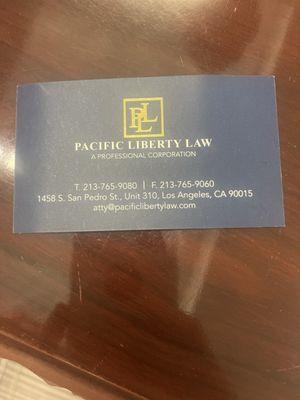 PLL
PACIFIC LIBERTY LAW
A PROFESSIONAL CORPORATION
T. 213-765-9080 | F. 213-765-9060
1458 S. San Pedro St., Unit 310, Los Angeles, CA 90015
atty@pacificlibertylaw.com